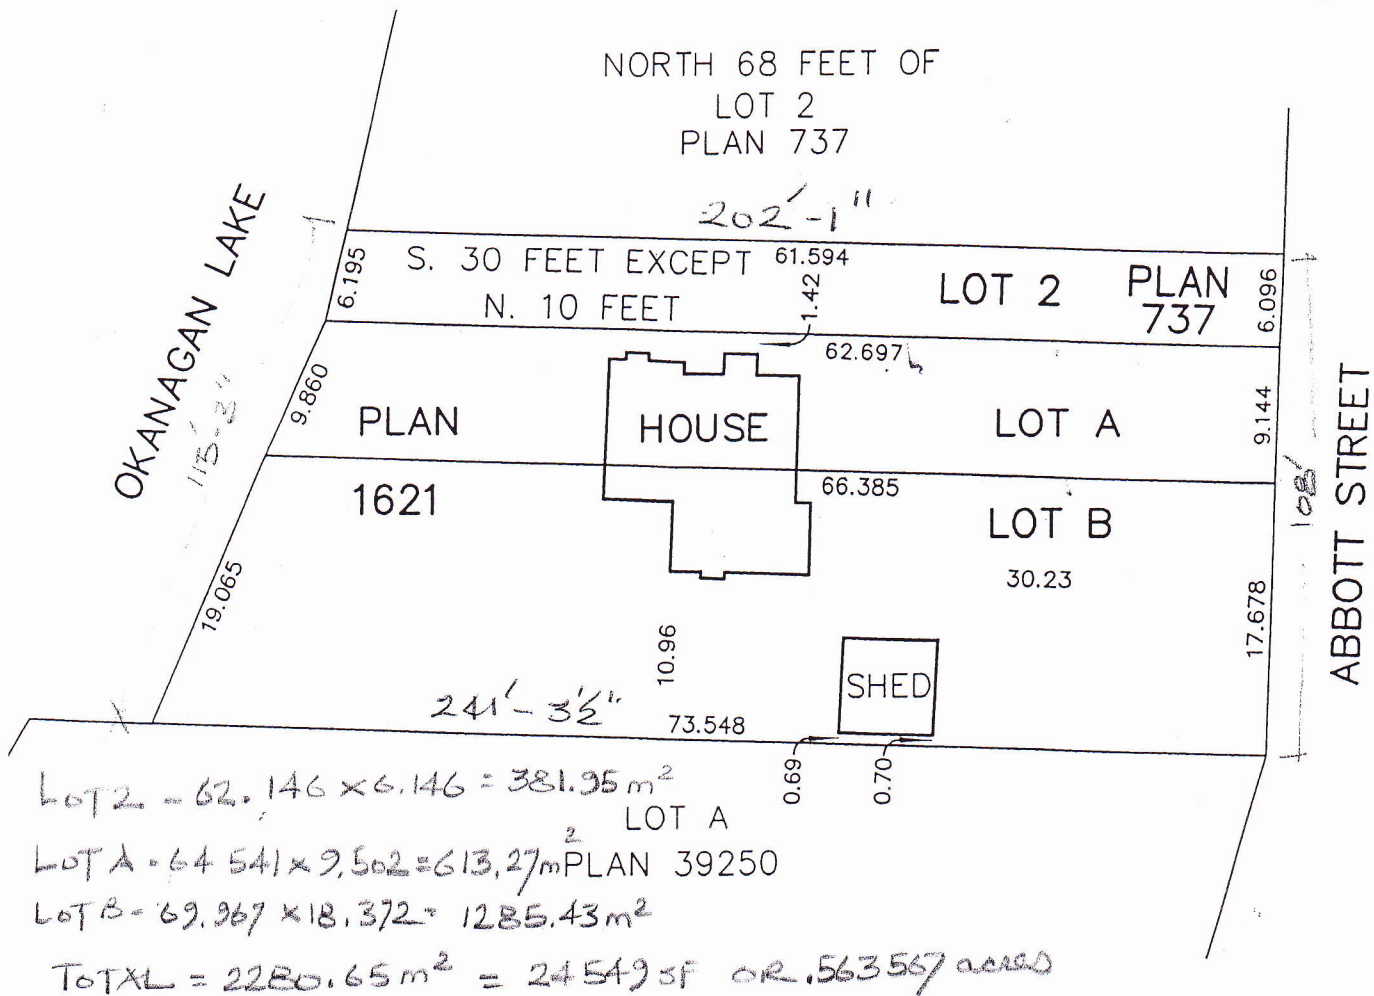 NORTH 68 FEET OF
LOT 2
PLAN 737
202'-1"
OKANAGAN LAKE
6.195
S. 30 FEET EXCEPT
N. 10 FEET
61.594
1.42
LOT 2
PLAN
737
6.096
62.697
9.860
115'-3"
PLAN
HOUSE
LOT A
9.144
ABBOTT STREET
108'
1621
66.385
LOT B
30.23
19.065
17.678
10.96
SHED
241'-3½"
73.548
0.69
0.70
LOT 2 - 62.146 x 6.146 = 381.95 m²
LOT A
LOT A - 64 541 x 9.502 = 613,27 m²
PLAN 39250
LOT B - 69.967 x 18.372 = 1285.43 m²
TOTAL = 2280.65 m² = 24549 SF OR .563567 acres